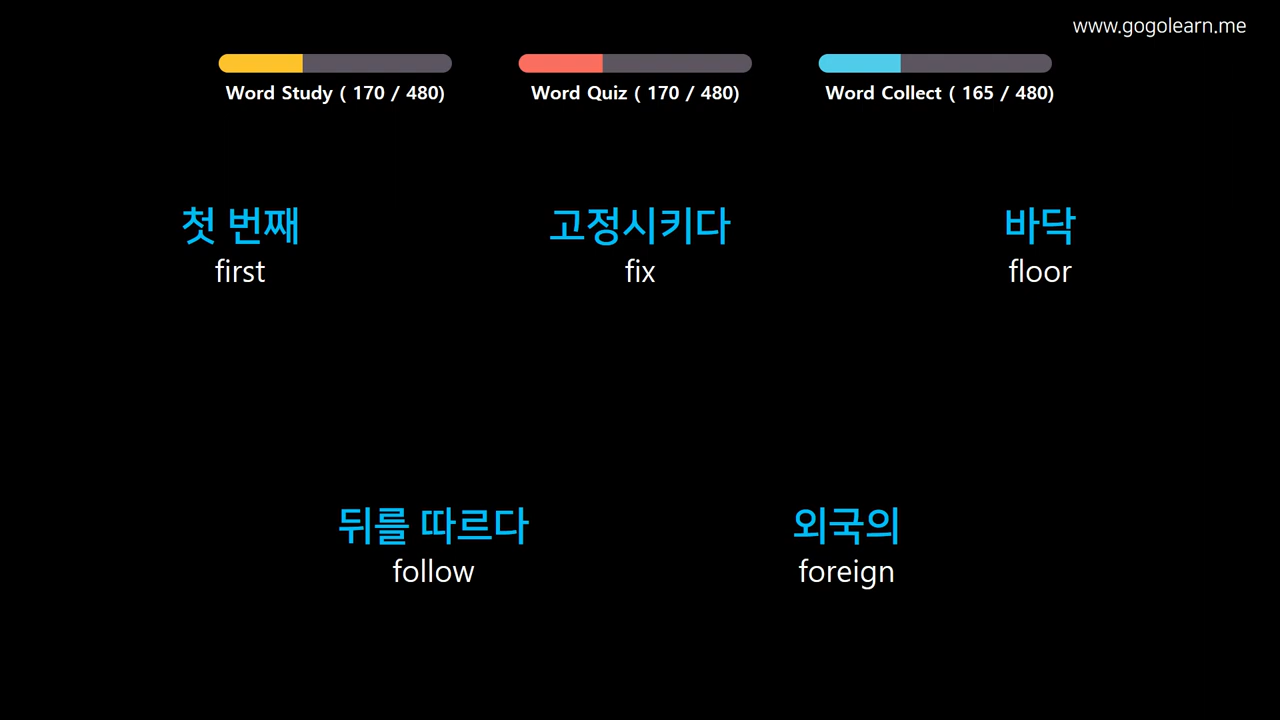 www.gogolearn.me
Word Study ( 170 / 480)
Word Quiz ( 170 / 480)
Word Collect ( 165 / 480)
첫 번째
first
고정시키다
fix
바닥
floor
뒤를 따르다
follow
외국의
foreign